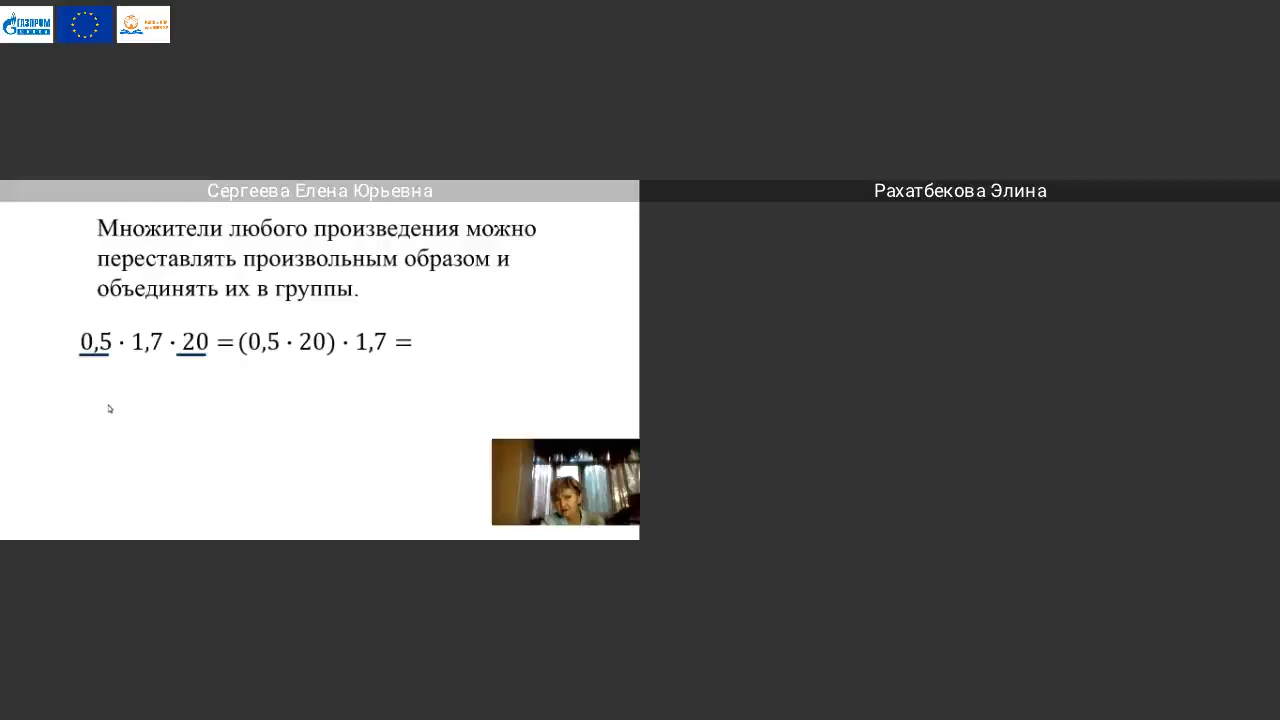 ГАЗПРОМ
Сергеева Елена Юрьевна
Рахатбекова Элина
Множители любого произведения можно
переставлять произвольным образом и
объединять их в группы.
0,5 · 1,7 · 20 = (0,5 · 20) · 1,7 =